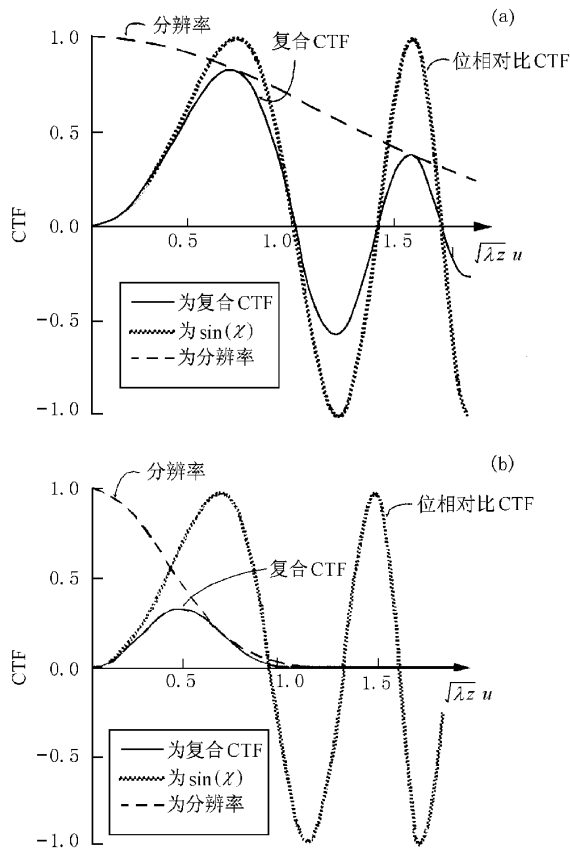 (a)
分辨率
1.0
复合CTF
位相对比CTF
0.5
CTF
0.0
0.5
1.0
1.5
√λz u
为复合CTF
为sin(χ)
为分辨率
-0.5
-1.0
(b)
分辨率
1.0
位相对比CTF
复合CTF
0.5
CTF
0.0
0.5
1.0
1.5
√λz u
为复合CTF
为sin(χ)
为分辨率
-0.5
-1.0